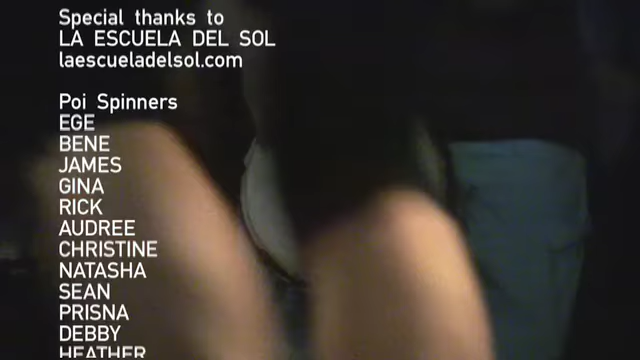 Special thanks to
LA ESCUELA DEL SOL
laescueladelsol.com
Poi Spinners
EGE
BENE
JAMES
GINA
RICK
AUDREE
CHRISTINE
NATASHA
SEAN
PRISNA
DEBBY
HEATHER